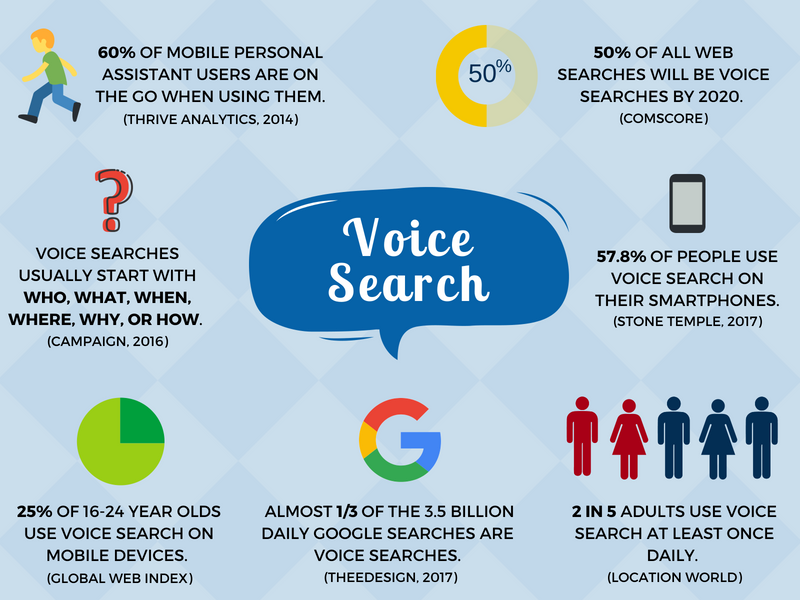 60% OF MOBILE PERSONAL
ASSISTANT USERS ARE ON
THE GO WHEN USING THEM.
(THRIVE ANALYTICS, 2014)
50%
50% OF ALL WEB
SEARCHES WILL BE VOICE
SEARCHES BY 2020.
(COMSCORE)
?
VOICE SEARCHES
USUALLY START WITH
WHO, WHAT, WHEN,
WHERE, WHY, OR HOW.
(CAMPAIGN, 2016)
Voice
Search
57.8% OF PEOPLE USE
VOICE SEARCH ON
THEIR SMARTPHONES.
(STONE TEMPLE, 2017)
25% OF 16-24 YEAR OLDS
USE VOICE SEARCH ON
MOBILE DEVICES.
(GLOBAL WEB INDEX)
G
ALMOST 1/3 OF THE 3.5 BILLION
DAILY GOOGLE SEARCHES ARE
VOICE SEARCHES.
(THEEDESIGN, 2017)
2 IN 5 ADULTS USE VOICE
SEARCH AT LEAST ONCE
DAILY.
(LOCATION WORLD)